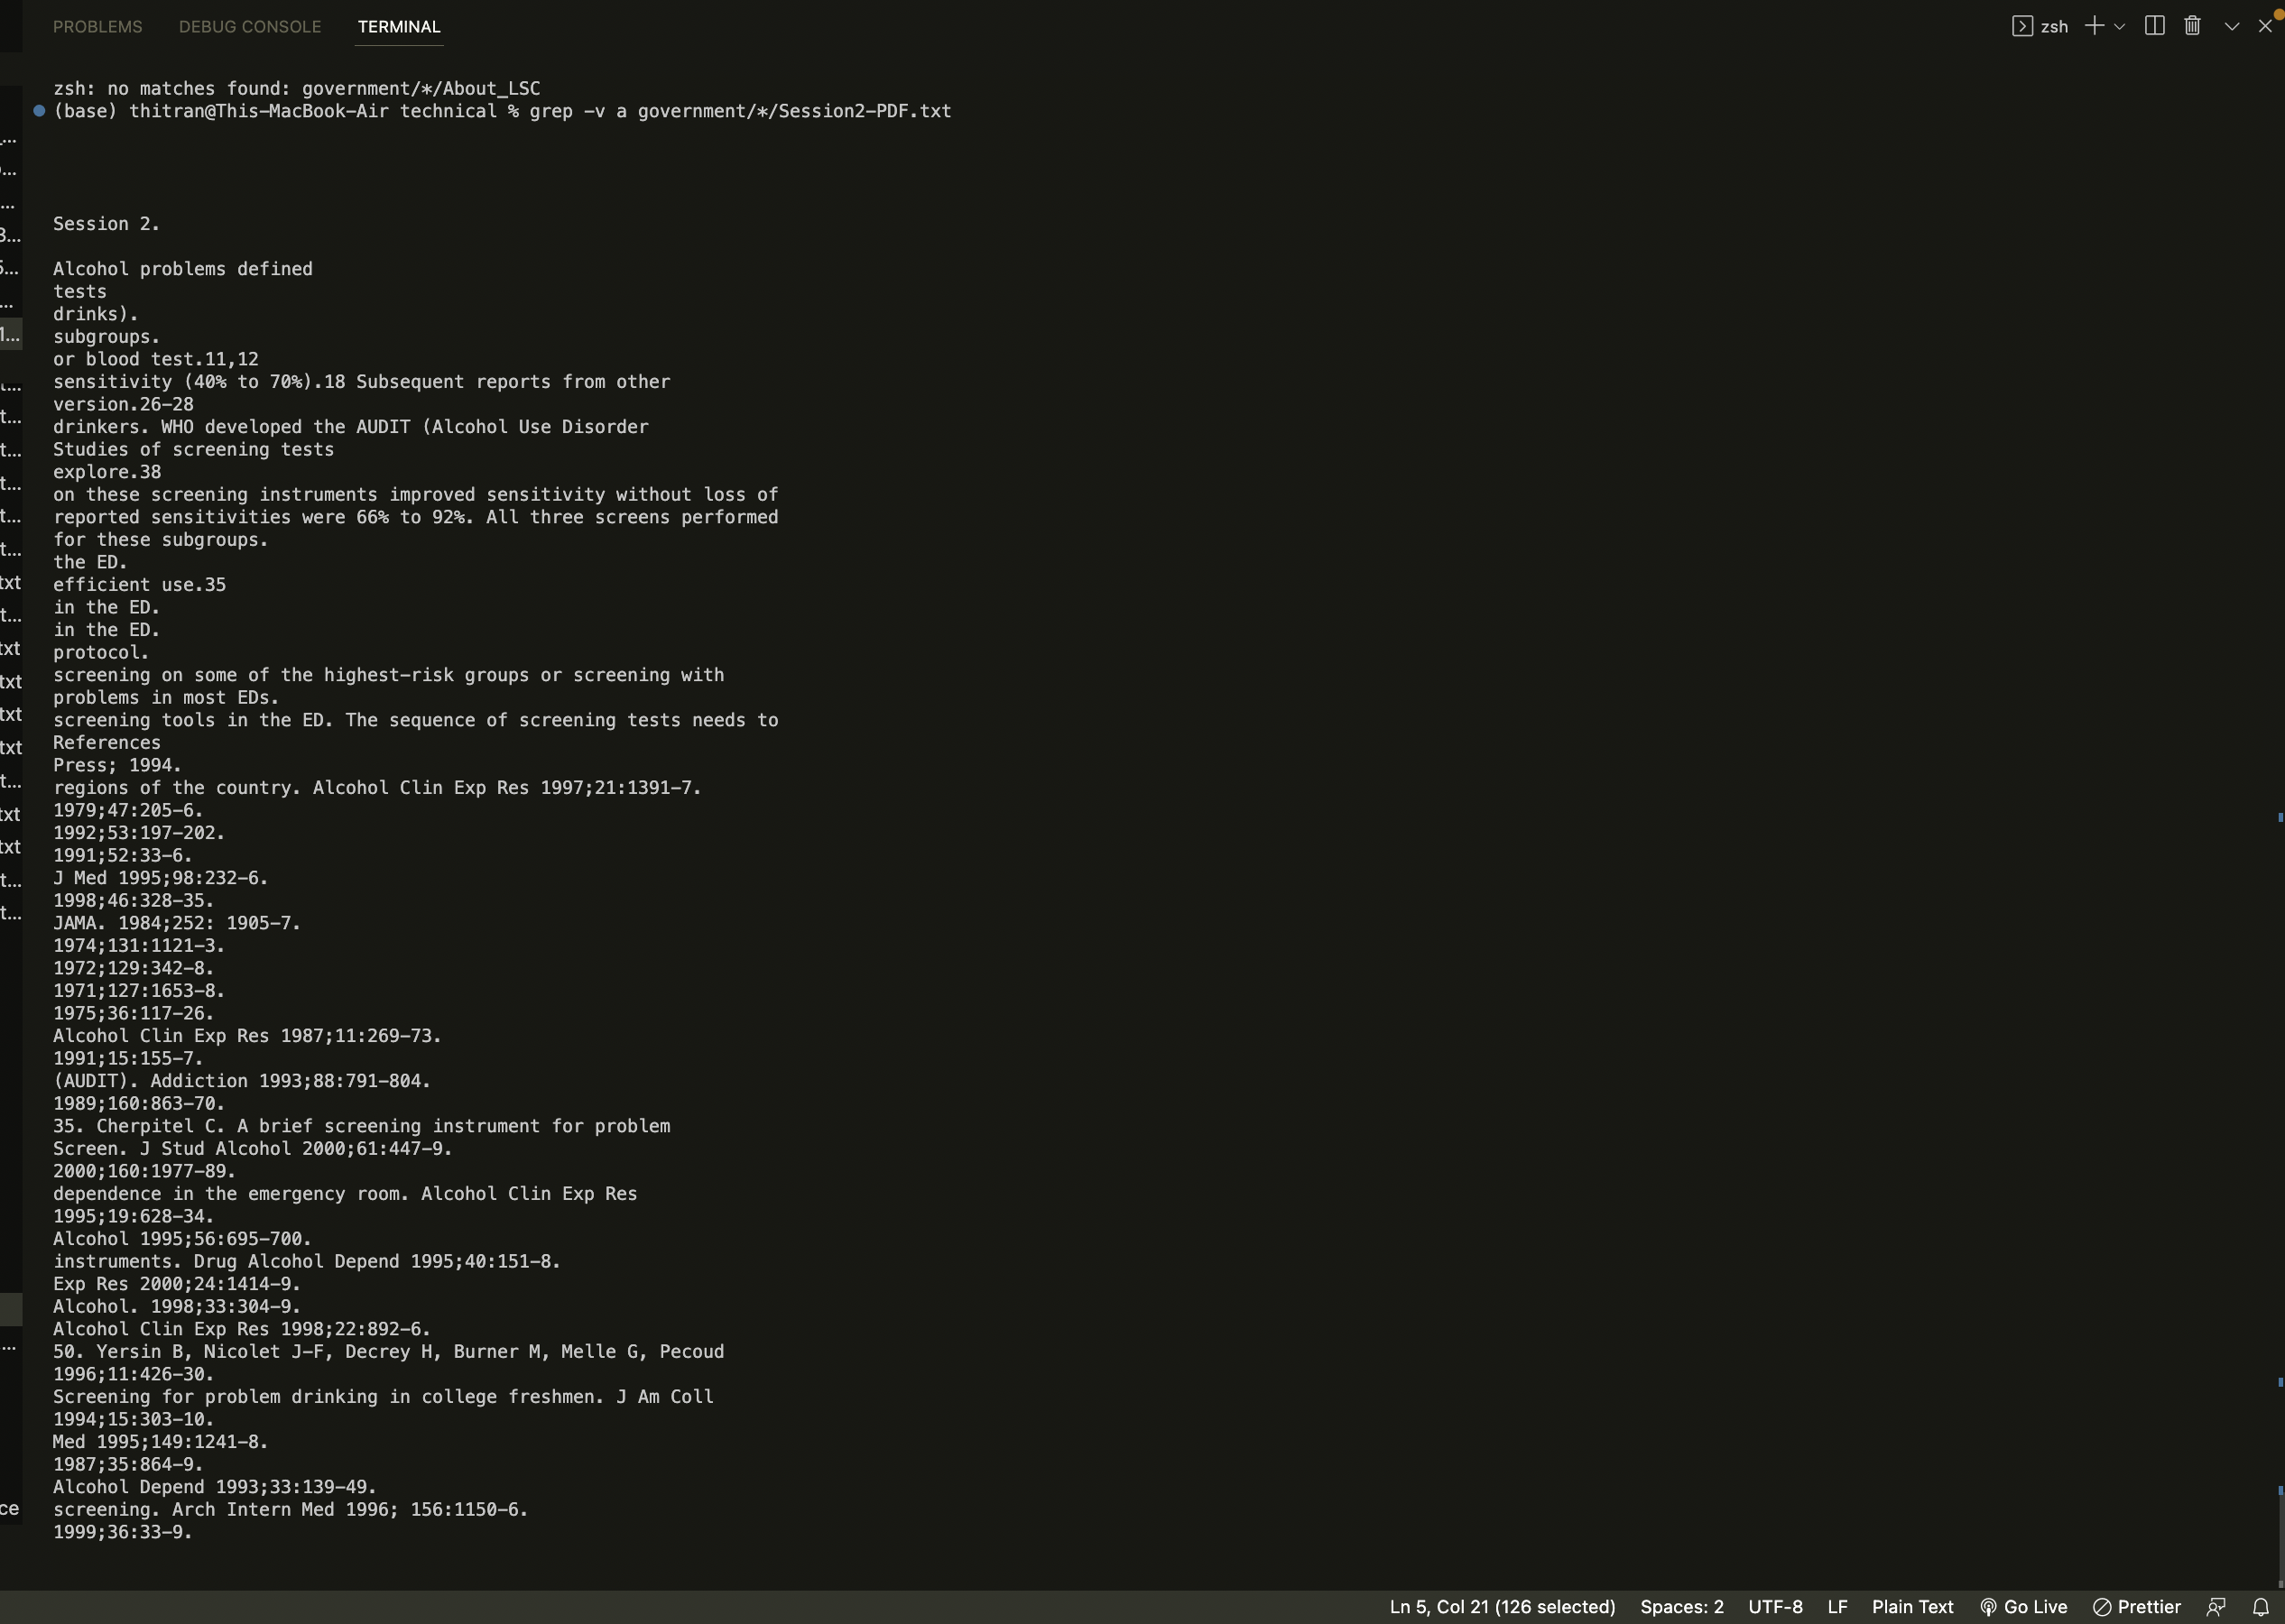 PROBLEMS DEBUG CONSOLE TERMINAL zsh
zsh: no matches found: government/*/About_LSC
(base) thitran@This-MacBook-Air technical % grep -v a government/*/Session2-PDF.txt
Session 2.
Alcohol problems defined
tests
drinks).
subgroups.
or blood test.11,12
sensitivity (40% to 70%).18 Subsequent reports from other
version.26-28
drinkers. WHO developed the AUDIT (Alcohol Use Disorder
Studies of screening tests
explore.38
on these screening instruments improved sensitivity without loss of
reported sensitivities were 66% to 92%. All three screens performed
for these subgroups.
the ED.
efficient use.35
in the ED.
in the ED.
protocol.
screening on some of the highest-risk groups or screening with
problems in most EDs.
screening tools in the ED. The sequence of screening tests needs to
References
Press; 1994.
regions of the country. Alcohol Clin Exp Res 1997;21:1391-7.
1979;47:205-6.
1992;53:197-202.
1991;52:33-6.
J Med 1995;98:232-6.
1998;46:328-35.
JAMA. 1984;252: 1905-7.
1974;131:1121-3.
1972;129:342-8.
1971;127:1653-8.
1975;36:117-26.
Alcohol Clin Exp Res 1987;11:269-73.
1991;15:155-7.
(AUDIT). Addiction 1993;88:791-804.
1989;160:863-70.
35. Cherpitel C. A brief screening instrument for problem
Screen. J Stud Alcohol 2000;61:447-9.
2000;160:1977-89.
dependence in the emergency room. Alcohol Clin Exp Res
1995;19:628-34.
Alcohol 1995;56:695-700.
instruments. Drug Alcohol Depend 1995;40:151-8.
Exp Res 2000;24:1414-9.
Alcohol. 1998;33:304-9.
Alcohol Clin Exp Res 1998;22:892-6.
50. Yersin B, Nicolet J-F, Decrey H, Burner M, Melle G, Pecoud
1996;11:426-30.
Screening for problem drinking in college freshmen. J Am Coll
1994;15:303-10.
Med 1995;149:1241-8.
1987;35:864-9.
Alcohol Depend 1993;33:139-49.
screening. Arch Intern Med 1996; 156:1150-6.
1999;36:33-9.
Ln 5, Col 21 (126 selected) Spaces: 2 UTF-8 LF Plain Text Go Live Prettier